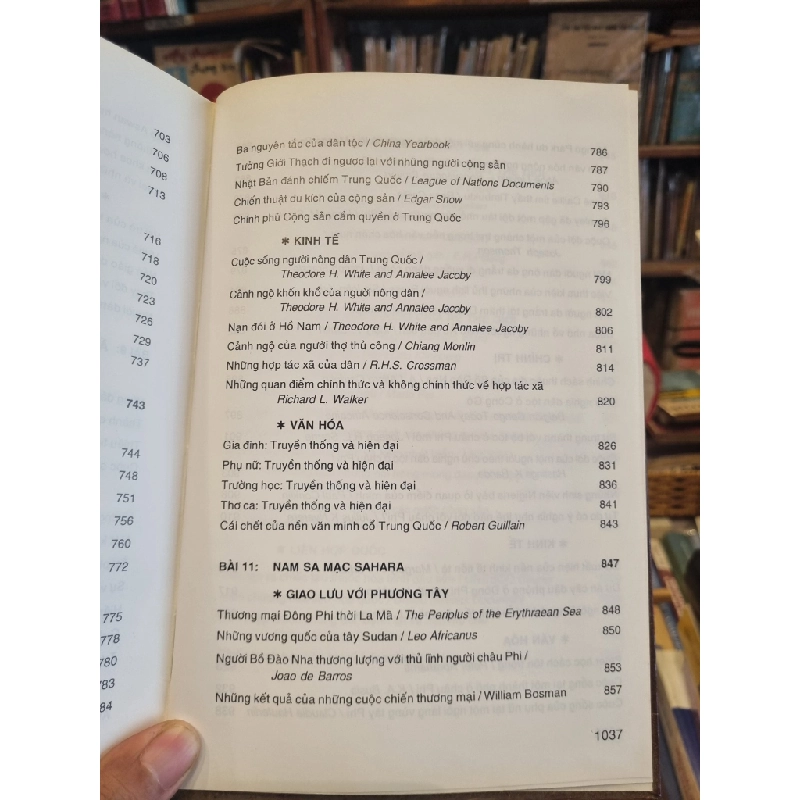 703
706
708
713
716
718
720
723
725
729
737
743
744
748
751
756
760
772
775
778
780
783
84
Ba nguyên tắc của dân tộc / China Yearbook 786
Tưởng Giới Thạch đi ngược lại với những người cộng sản 787
Nhật Bản đánh chiếm Trung Quốc / League of Nations Documents 790
Chiến thuật du kích của cộng sản / Edgar Snow 793
Chính phủ Cộng sản cầm quyền ở Trung Quốc 796
∗ KINH TẾ
Cuộc sống người nông dân Trung Quốc /
Theodore H. White and Annalee Jacoby 799
Cảnh ngộ khốn khổ của người nông dân /
Theodore H. White and Annalee Jacoby 802
Nạn đói ở Hồ Nam / Theodore H. White and Annalee Jacoby 806
Cảnh ngộ của người thợ thủ công / Chiang Monlin 811
Những hợp tác xã của dân / R.H.S. Crossman 814
Những quan điểm chính thức và không chính thức về hợp tác xã
Richard L. Walker 820
∗ VĂN HÓA
Gia đình: Truyền thống và hiện đại 826
Phụ nữ: Truyền thống và hiện đại 831
Trường học: Truyền thống và hiện đại 836
Thơ ca: Truyền thống và hiện đại 841
Cái chết của nền văn minh cổ Trung Quốc / Robert Guillain 843
BÀI 11: NAM SA MẠC SAHARA 847
∗ GIAO LƯU VỚI PHƯƠNG TÂY
Thương mại Đông Phi thời La Mã / The Periplus of the Erythraean Sea 848
Những vương quốc của tây Sudan / Leo Africanus 850
Người Bồ Đào Nha thương lượng với thủ lĩnh người châu Phi /
Joao de Barros 853
Những kết quả của những cuộc chiến thương mại / William Bosman 857
1037